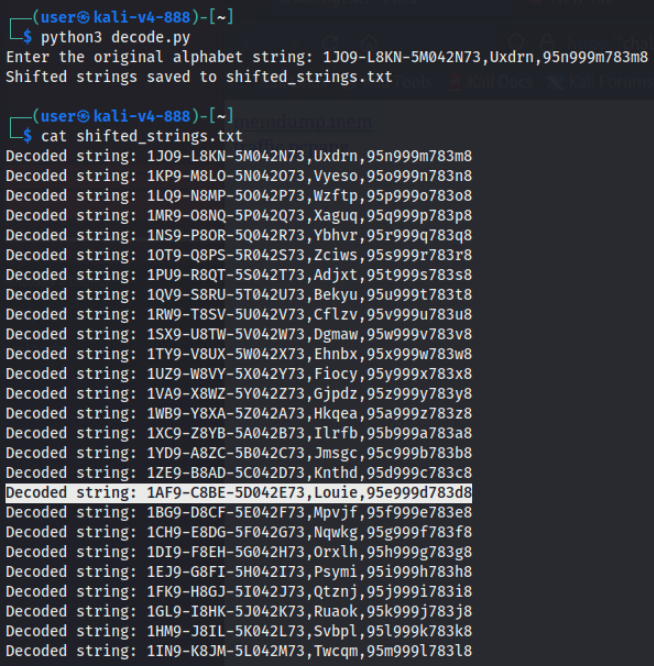 (user㉿kali-v4-888)-[~]
$ python3 decode.py
Enter the original alphabet string: 1JO9-L8KN-5M042N73,Uxdrn,95n999m783m8
Shifted strings saved to shifted_strings.txt
(user㉿kali-v4-888)-[~]
$ cat shifted_strings.txt
Decoded string: 1JO9-L8KN-5M042N73,Uxdrn,95n999m783m8
Decoded string: 1KP9-M8LO-5N042O73,Vyeso,95o999n783n8
Decoded string: 1LQ9-N8MP-5O042P73,Wzftp,95p999o783o8
Decoded string: 1MR9-O8NQ-5P042Q73,Xaguq,95q999p783p8
Decoded string: 1NS9-P8OR-5Q042R73,Ybhvr,95r999q783q8
Decoded string: 1OT9-Q8PS-5R042S73,Zciws,95s999r783r8
Decoded string: 1PU9-R8QT-5S042T73,Adjxt,95t999s783s8
Decoded string: 1QV9-S8RU-5T042U73,Bekyu,95u999t783t8
Decoded string: 1RW9-T8SV-5U042V73,Cflzv,95v999u783u8
Decoded string: 1SX9-U8TW-5V042W73,Dgmaw,95w999v783v8
Decoded string: 1TY9-V8UX-5W042X73,Ehnbx,95x999w783w8
Decoded string: 1UZ9-W8VY-5X042Y73,Fiocy,95y999x783x8
Decoded string: 1VA9-X8WZ-5Y042Z73,Gjpdz,95z999y783y8
Decoded string: 1WB9-Y8XA-5Z042A73,Hkqea,95a999z783z8
Decoded string: 1XC9-Z8YB-5A042B73,Ilrfb,95b999a783a8
Decoded string: 1YD9-A8ZC-5B042C73,Jmsgc,95c999b783b8
Decoded string: 1ZE9-B8AD-5C042D73,Knthd,95d999c783c8
Decoded string: 1AF9-C8BE-5D042E73,Louie,95e999d783d8
Decoded string: 1BG9-D8CF-5E042F73,Mpvjf,95f999e783e8
Decoded string: 1CH9-E8DG-5F042G73,Nqwkg,95g999f783f8
Decoded string: 1DI9-F8EH-5G042H73,Orxlh,95h999g783g8
Decoded string: 1EJ9-G8FI-5H042I73,Psymi,95i999h783h8
Decoded string: 1FK9-H8GJ-5I042J73,Qtznj,95j999i783i8
Decoded string: 1GL9-I8HK-5J042K73,Ruaok,95k999j783j8
Decoded string: 1HM9-J8IL-5K042L73,Svbpl,95l999k783k8
Decoded string: 1IN9-K8JM-5L042M73,Twcqm,95m999l783l8